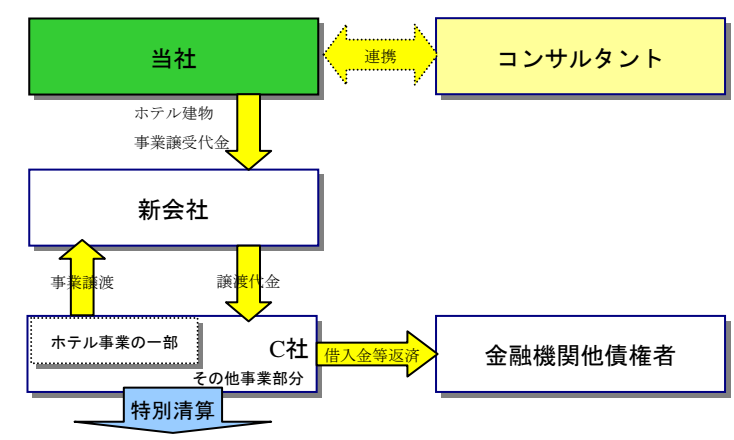 当社
連携
コンサルタント
ホテル建物
事業譲受代金
新会社
事業譲渡
譲渡代金
ホテル事業の一部
C社
その他事業部分
借入金等返済
金融機関他債権者
特別清算